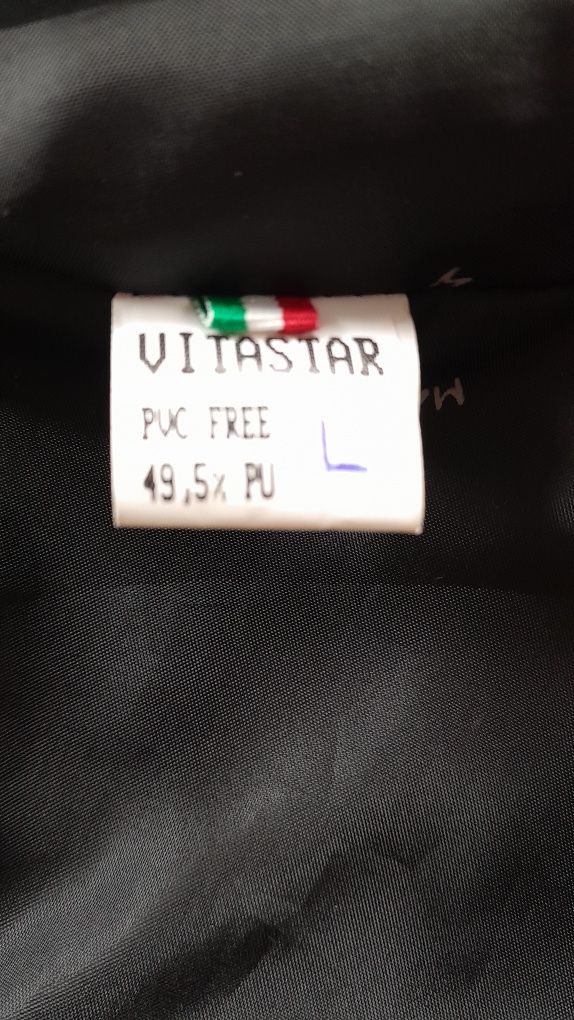 VITASTAR
PVC FREE
L
49,5% PU